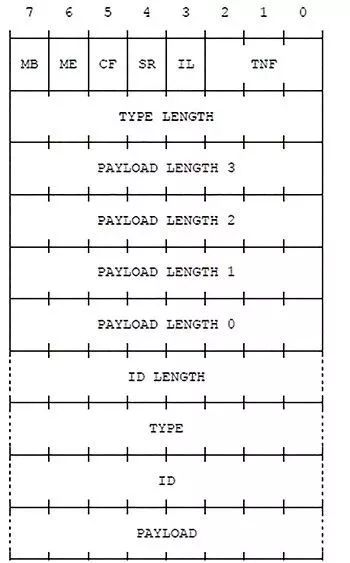 7 6 5 4 3 2 1 0
MB ME CF SR IL TNF
TYPE LENGTH
PAYLOAD LENGTH 3
PAYLOAD LENGTH 2
PAYLOAD LENGTH 1
PAYLOAD LENGTH 0
ID LENGTH
TYPE
ID
PAYLOAD